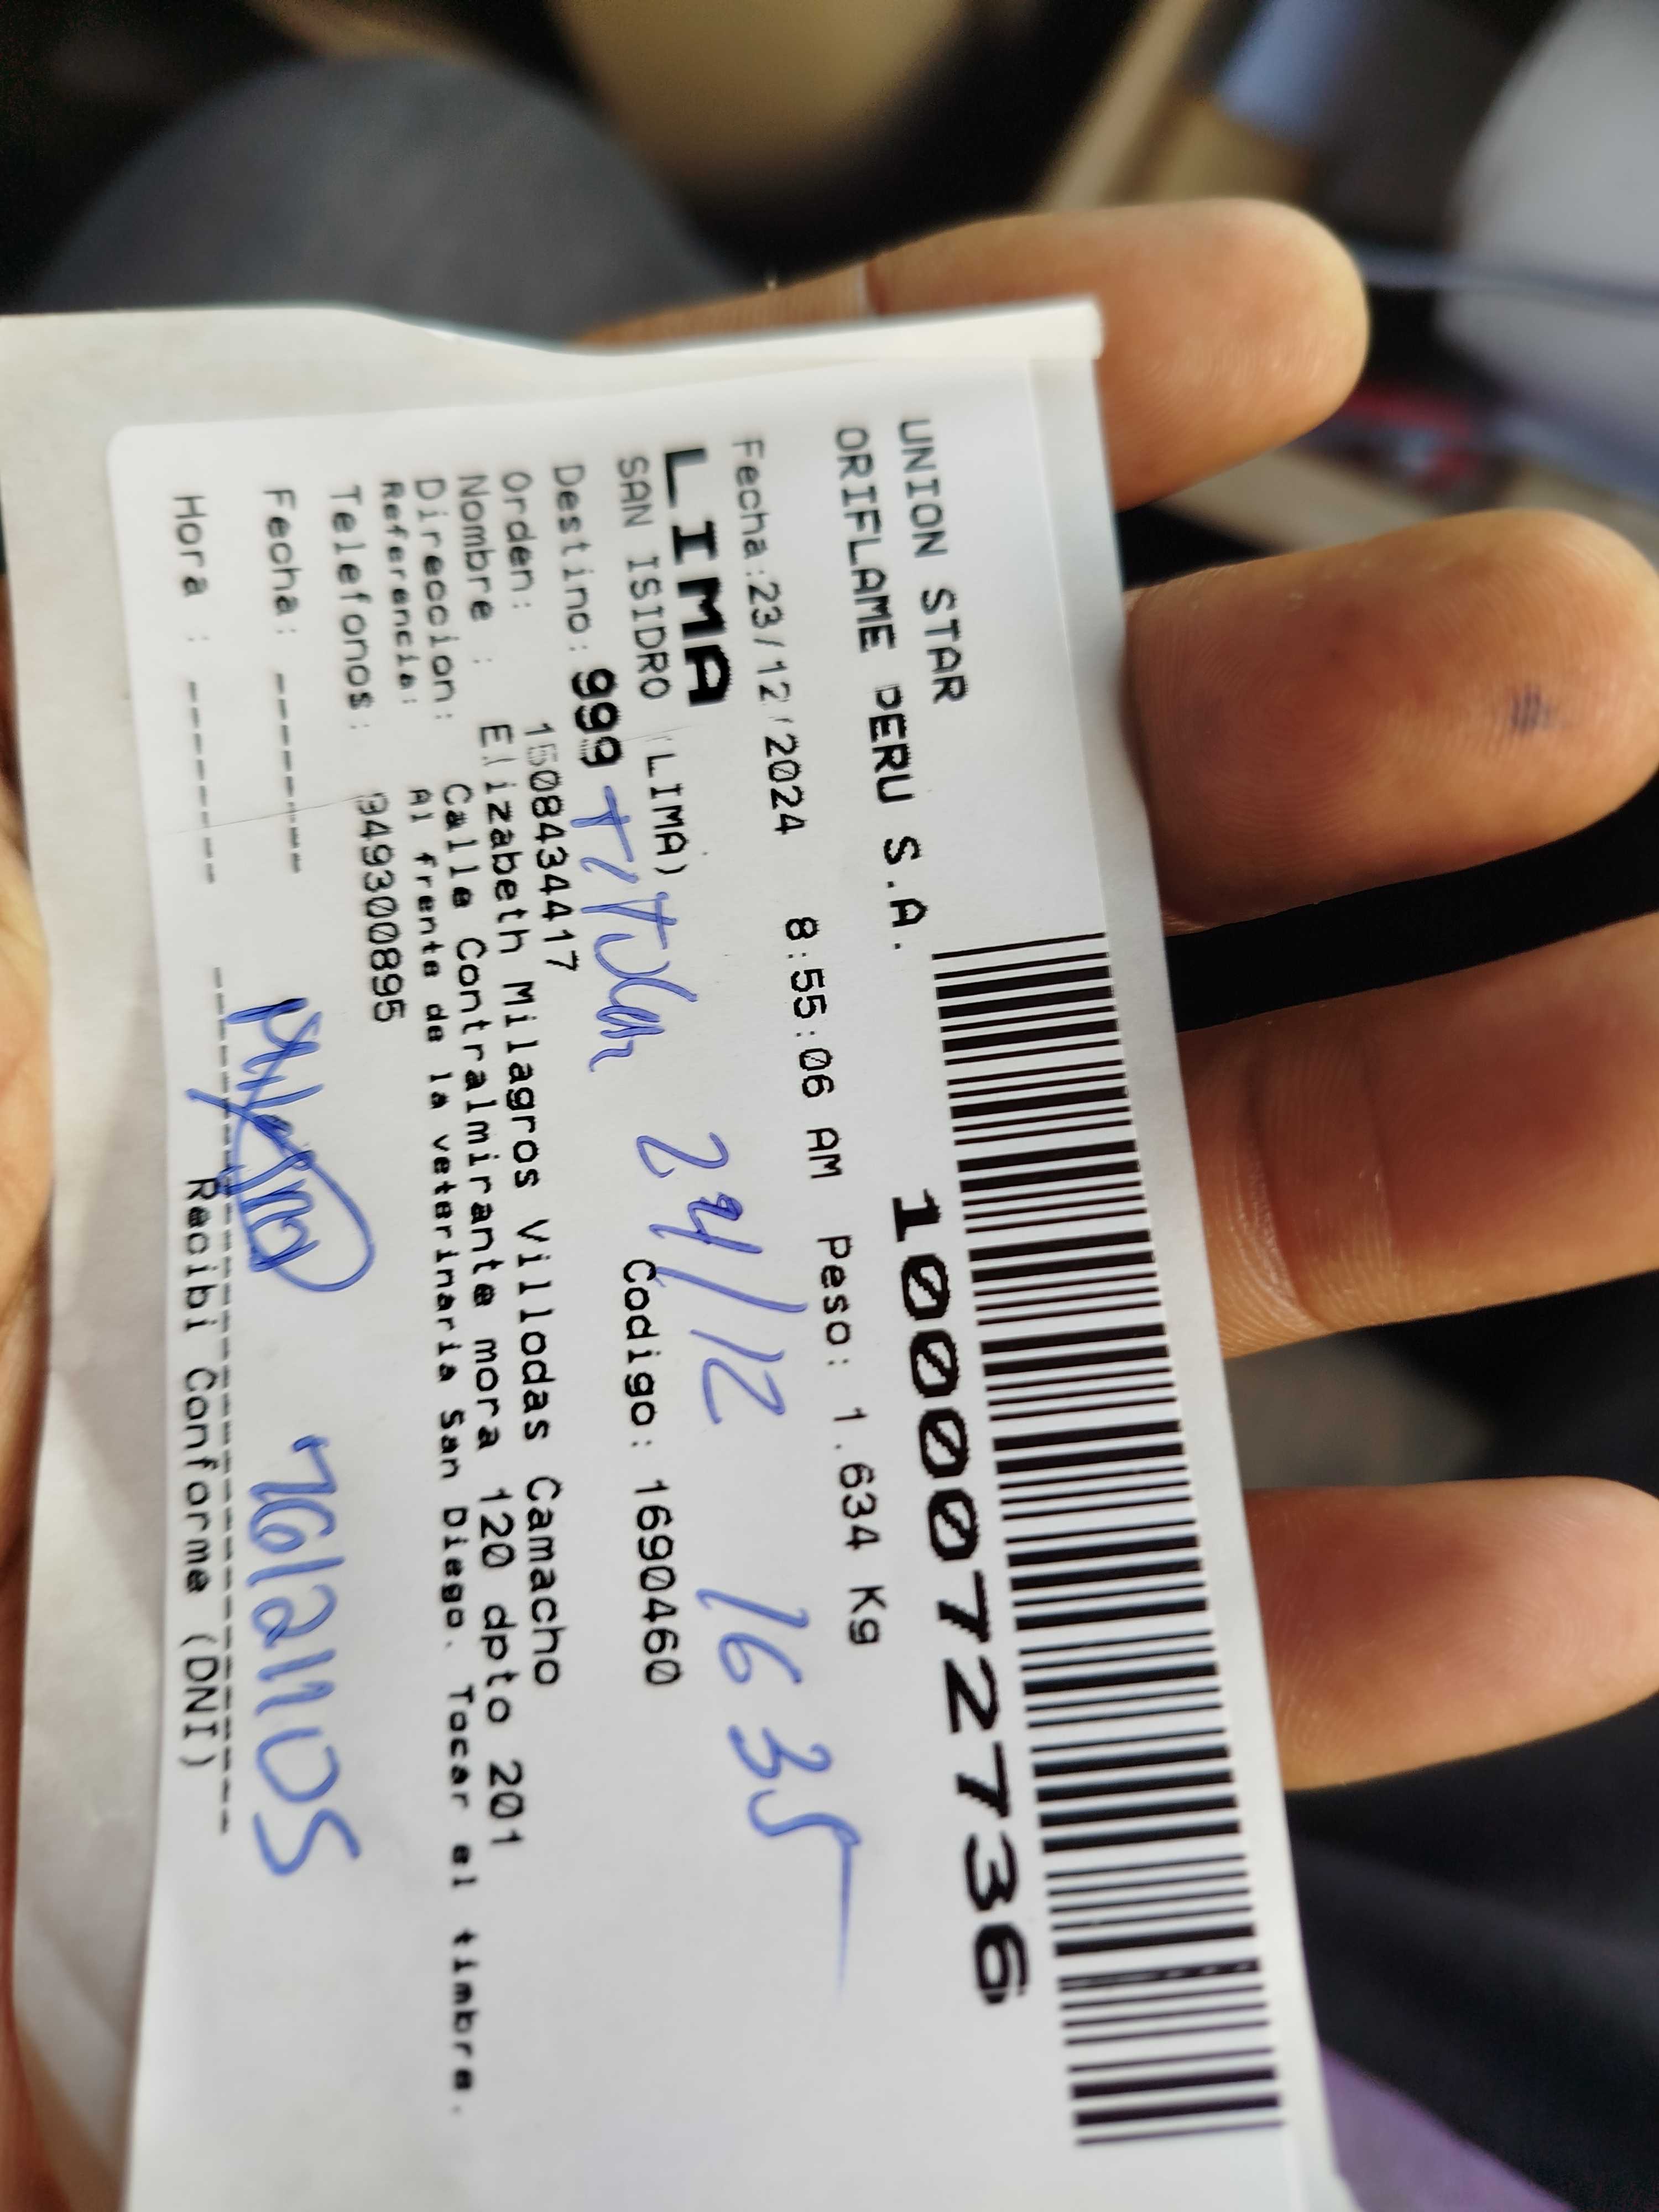 UNION STAR
ORIFLAME PERU S.A.
10000727736
Fecha:23/12/2024 8:55:06 AM Peso: 1.634 Kg
LIMA
24/12 16 35
SAN ISIDRO (LIMA)
Codigo: 1690460
Destino: 999 Titular
Orden: 1508434417
Nombre : Elizabeth Milagros Villodas Camacho
Direccion: Calle Contralmirante mora 120 dpto 201
Referencia: Al frente de la veterinaria San Diego. Tocar el timbre.
Telefonos: 949300895
Fecha: -------
Hora : -------
Recibi Conforme (DNI)